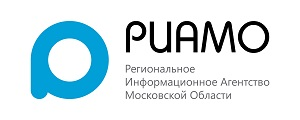 РИАМО
Региональное
Информационное Агентство
Московской Области